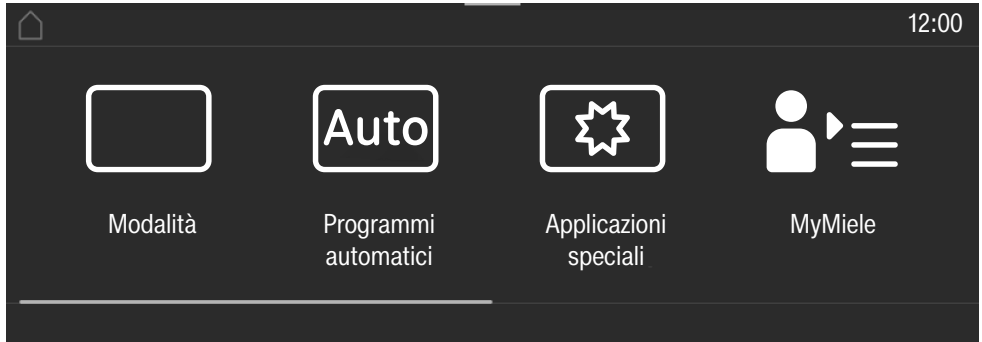 12:00
Auto
Modalità
Programmi
automatici
Applicazioni
speciali
MyMiele